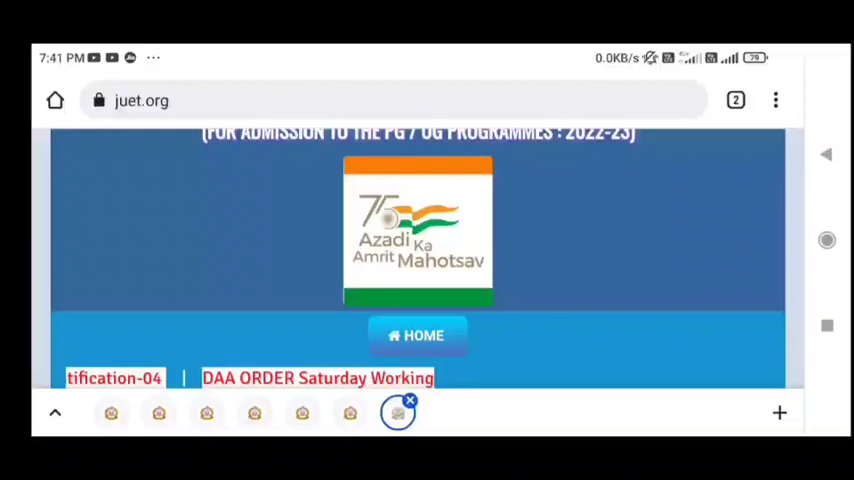 7:41 PM ...
0.0KB/s 79
juet.org 2
(FOR ADMISSION TO THE PG / UG PROGRAMMES : 2022-23)
75
Azadi Ka
Amrit Mahotsav
HOME
tification-04 | DAA ORDER Saturday Working